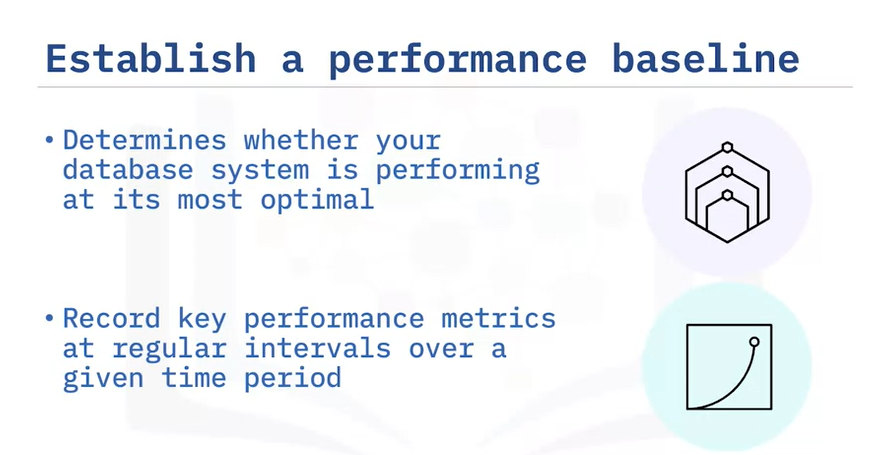 Establish a performance baseline
• Determines whether your
database system is performing
at its most optimal
• Record key performance metrics
at regular intervals over a
given time period